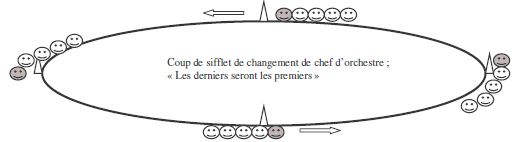 Coup de sifflet de changement de chef d'orchestre ;
« Les derniers seront les premiers »